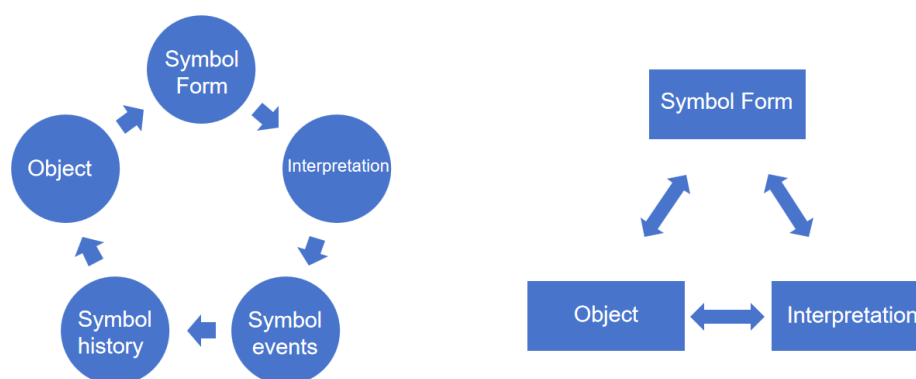 Symbol
Form
Object
Interpretation
Symbol
history
Symbol
events
Symbol Form
Object
Interpretation